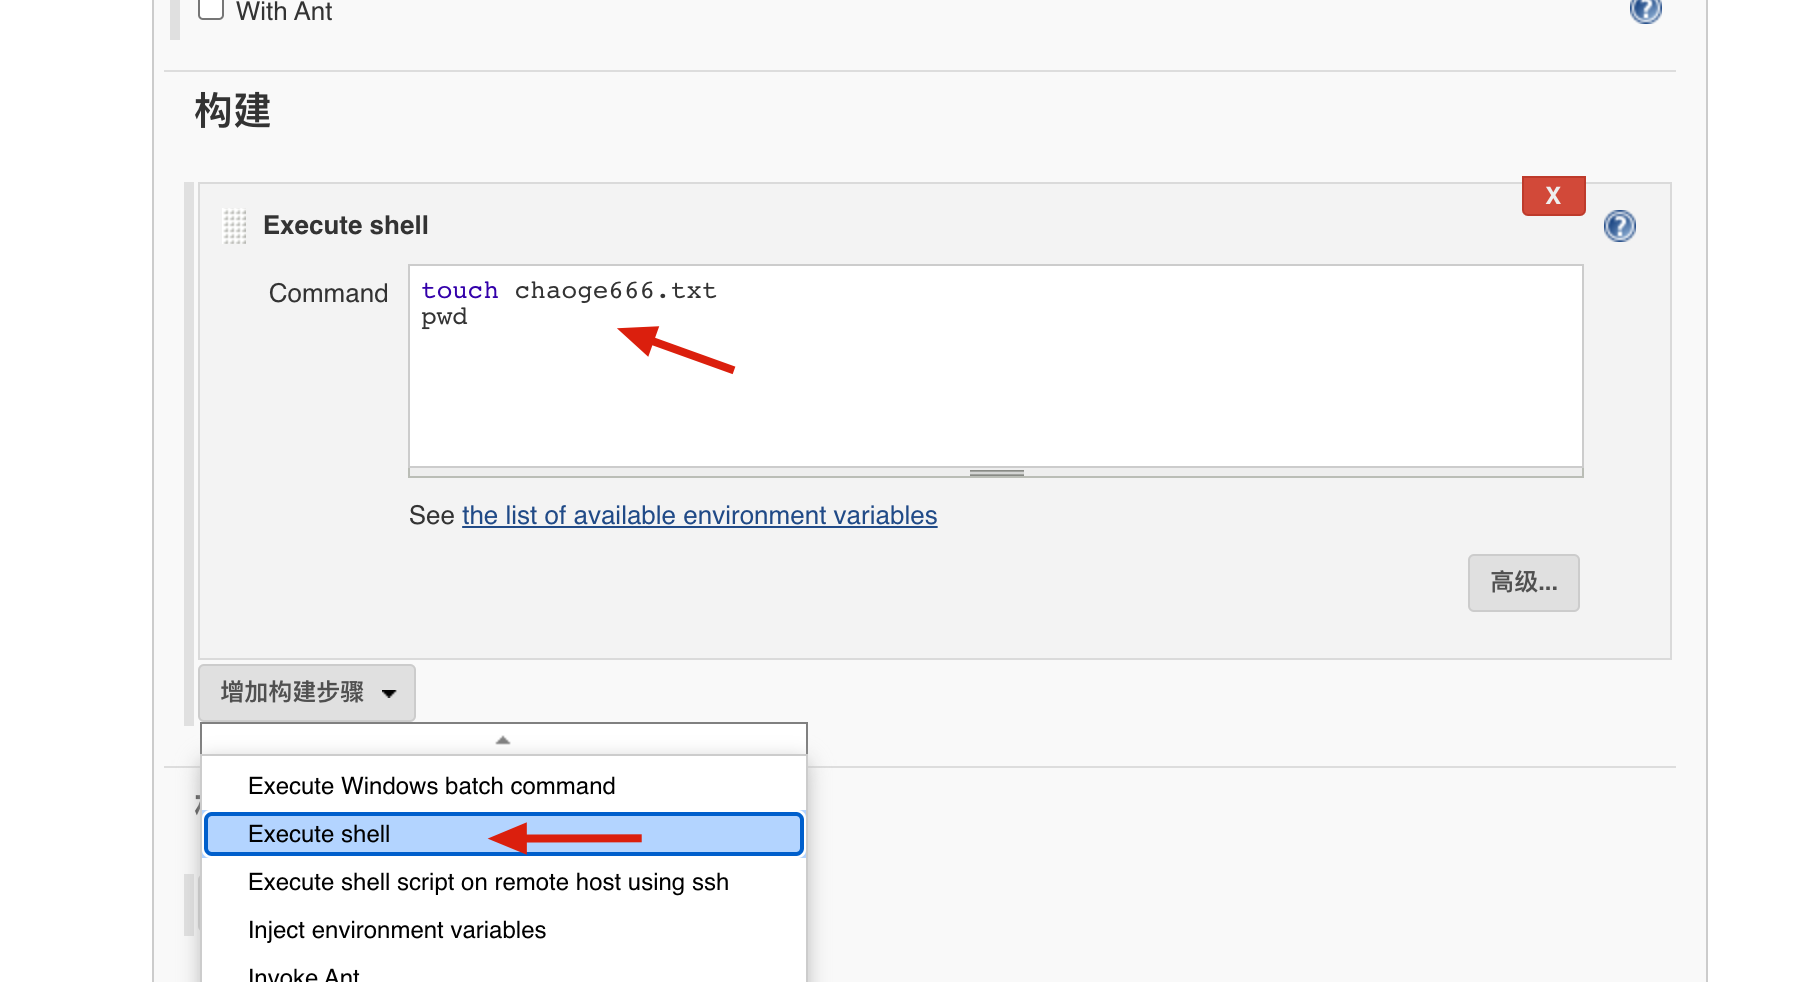 With Ant
?
构建
X
Execute shell
?
Command
touch chaoge666.txt
pwd
See the list of available environment variables
高级...
增加构建步骤
Execute Windows batch command
Execute shell
Execute shell script on remote host using ssh
Inject environment variables
Invoke Ant